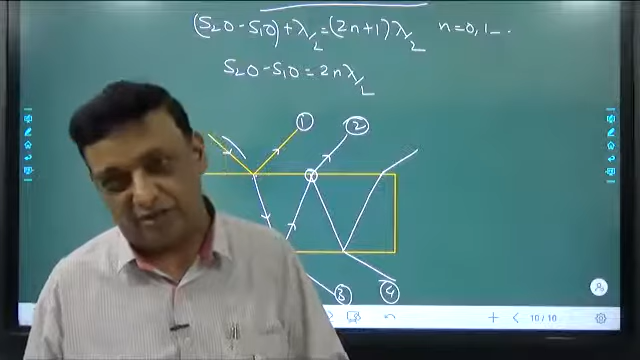 (S₂O - S₁O) + λ/2 = (2n+1) λ/2   n = 0, 1 - .
S₂O - S₁O = 2n λ/2
①
②
③
④
10/10